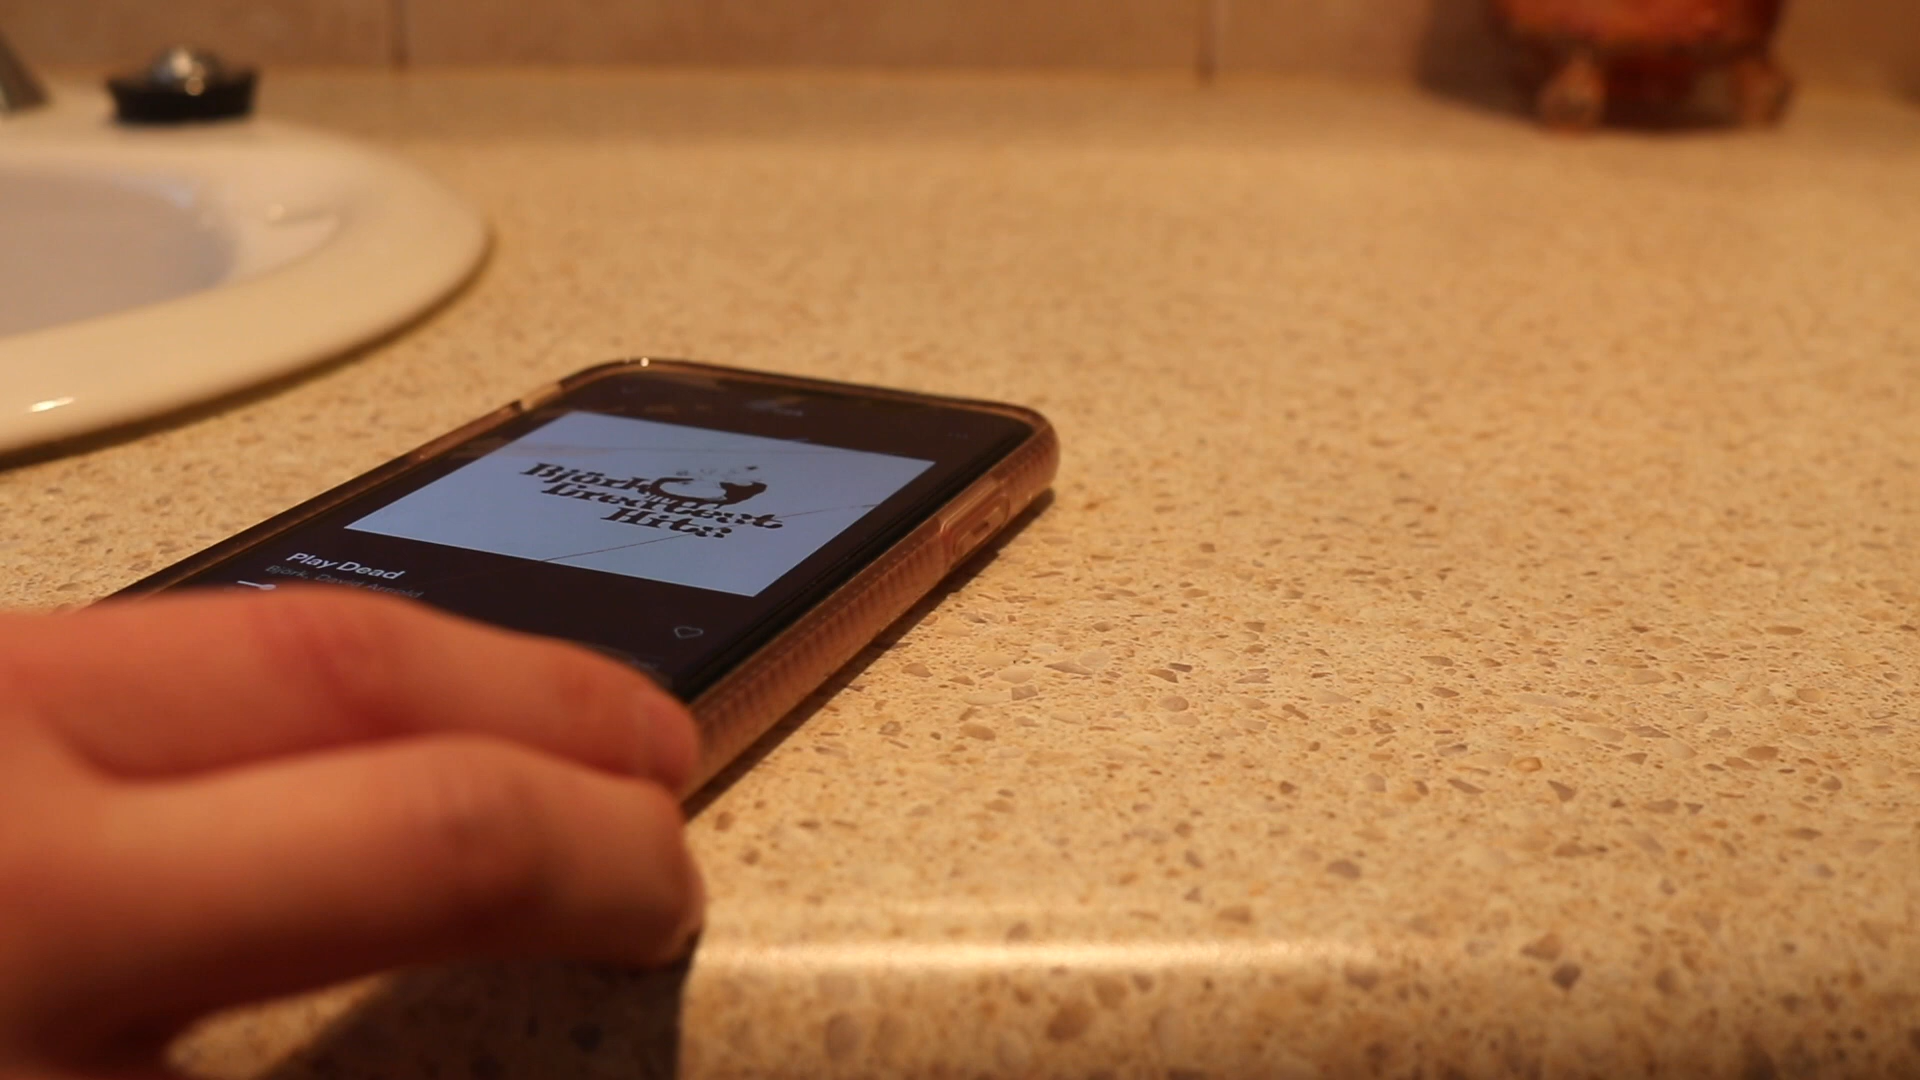 Björk
Greatest
Hits
Play Dead
Björk, David Arnold